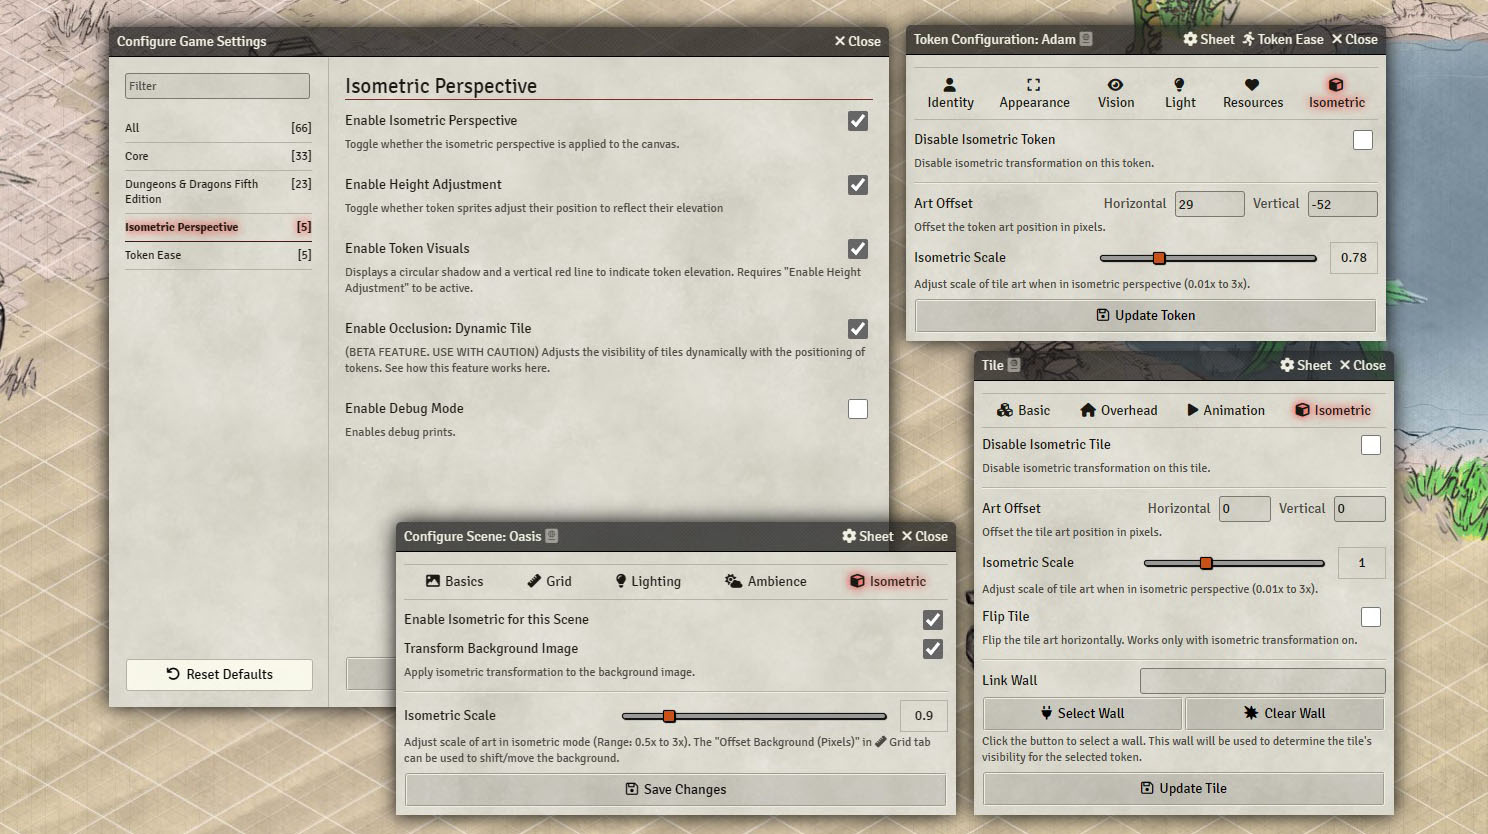 Configure Game Settings
Close
Filter
All [66]
Core [33]
Dungeons & Dragons Fifth [23]
Edition
Isometric Perspective [5]
Token Ease [5]
Reset Defaults
Isometric Perspective
Enable Isometric Perspective
Toggle whether the isometric perspective is applied to the canvas.
Enable Height Adjustment
Toggle whether token sprites adjust their position to reflect their elevation
Enable Token Visuals
Displays a circular shadow and a vertical red line to indicate token elevation. Requires "Enable Height
Adjustment" to be active.
Enable Occlusion: Dynamic Tile
(BETA FEATURE. USE WITH CAUTION) Adjusts the visibility of tiles dynamically with the positioning of
tokens. See how this feature works here.
Enable Debug Mode
Enables debug prints.
Configure Scene: Oasis Sheet Close
Basics Grid Lighting Ambience Isometric
Enable Isometric for this Scene
Transform Background Image
Apply isometric transformation to the background image.
Isometric Scale 0.9
Adjust scale of art in isometric mode (Range: 0.5x to 3x). The "Offset Background (Pixels)" in Grid tab
can be used to shift/move the background.
Save Changes
Token Configuration: Adam Sheet Token Ease Close
Identity Appearance Vision Light Resources Isometric
Disable Isometric Token
Disable isometric transformation on this token.
Art Offset Horizontal 29 Vertical -52
Offset the token art position in pixels.
Isometric Scale 0.78
Adjust scale of tile art when in isometric perspective (0.01x to 3x).
Update Token
Tile Sheet Close
Basic Overhead Animation Isometric
Disable Isometric Tile
Disable isometric transformation on this tile.
Art Offset Horizontal 0 Vertical 0
Offset the tile art position in pixels.
Isometric Scale 1
Adjust scale of tile art when in isometric perspective (0.01x to 3x).
Flip Tile
Flip the tile art horizontally. Works only with isometric transformation on.
Link Wall
Select Wall Clear Wall
Click the button to select a wall. This wall will be used to determine the tile's
visibility for the selected token.
Update Tile